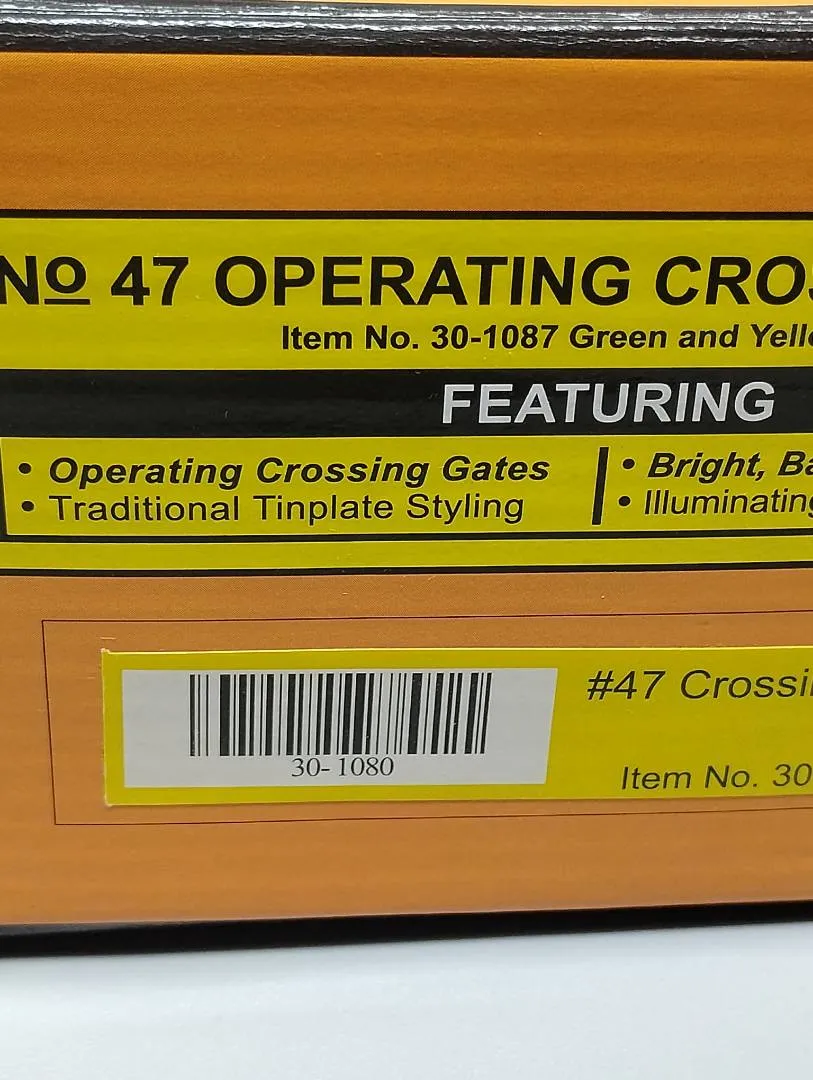 No 47 OPERATING CRO
Item No. 30-1087 Green and Yell
FEATURING
• Operating Crossing Gates
• Traditional Tinplate Styling
• Bright, Ba
• Illuminating
30-1080
#47 Crossi
Item No. 30